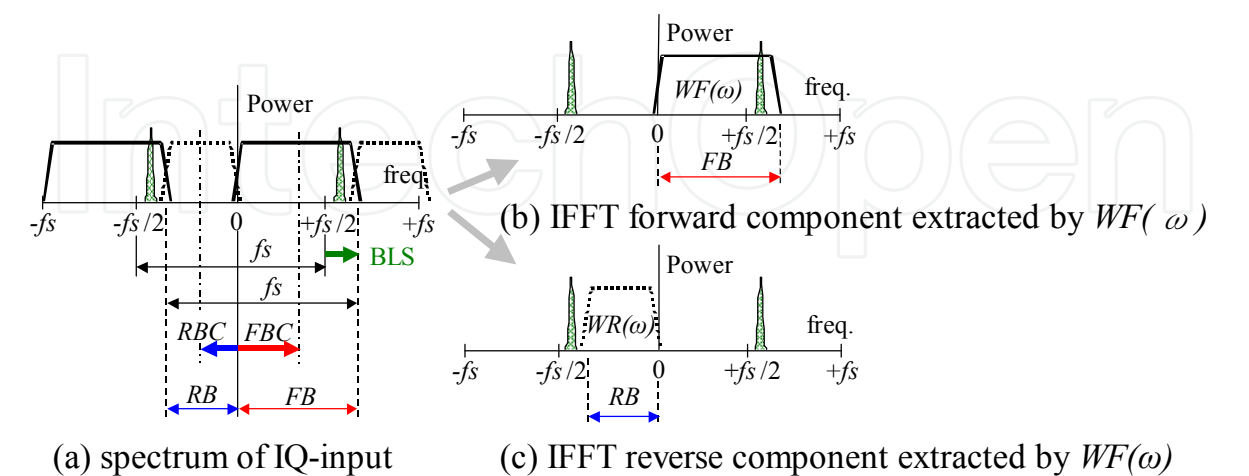 IntechOpen
Power
freq.
-fs
-fs/2
0
+fs/2
+fs
fs
BLS
fs
RBC
FBC
RB
FB
(a) spectrum of IQ-input
Power
WF(ω)
freq.
-fs
-fs/2
0
+fs/2
+fs
FB
(b) IFFT forward component extracted by WF( ω )
Power
WR(ω)
freq.
-fs
-fs/2
0
+fs/2
+fs
RB
(c) IFFT reverse component extracted by WF(ω)